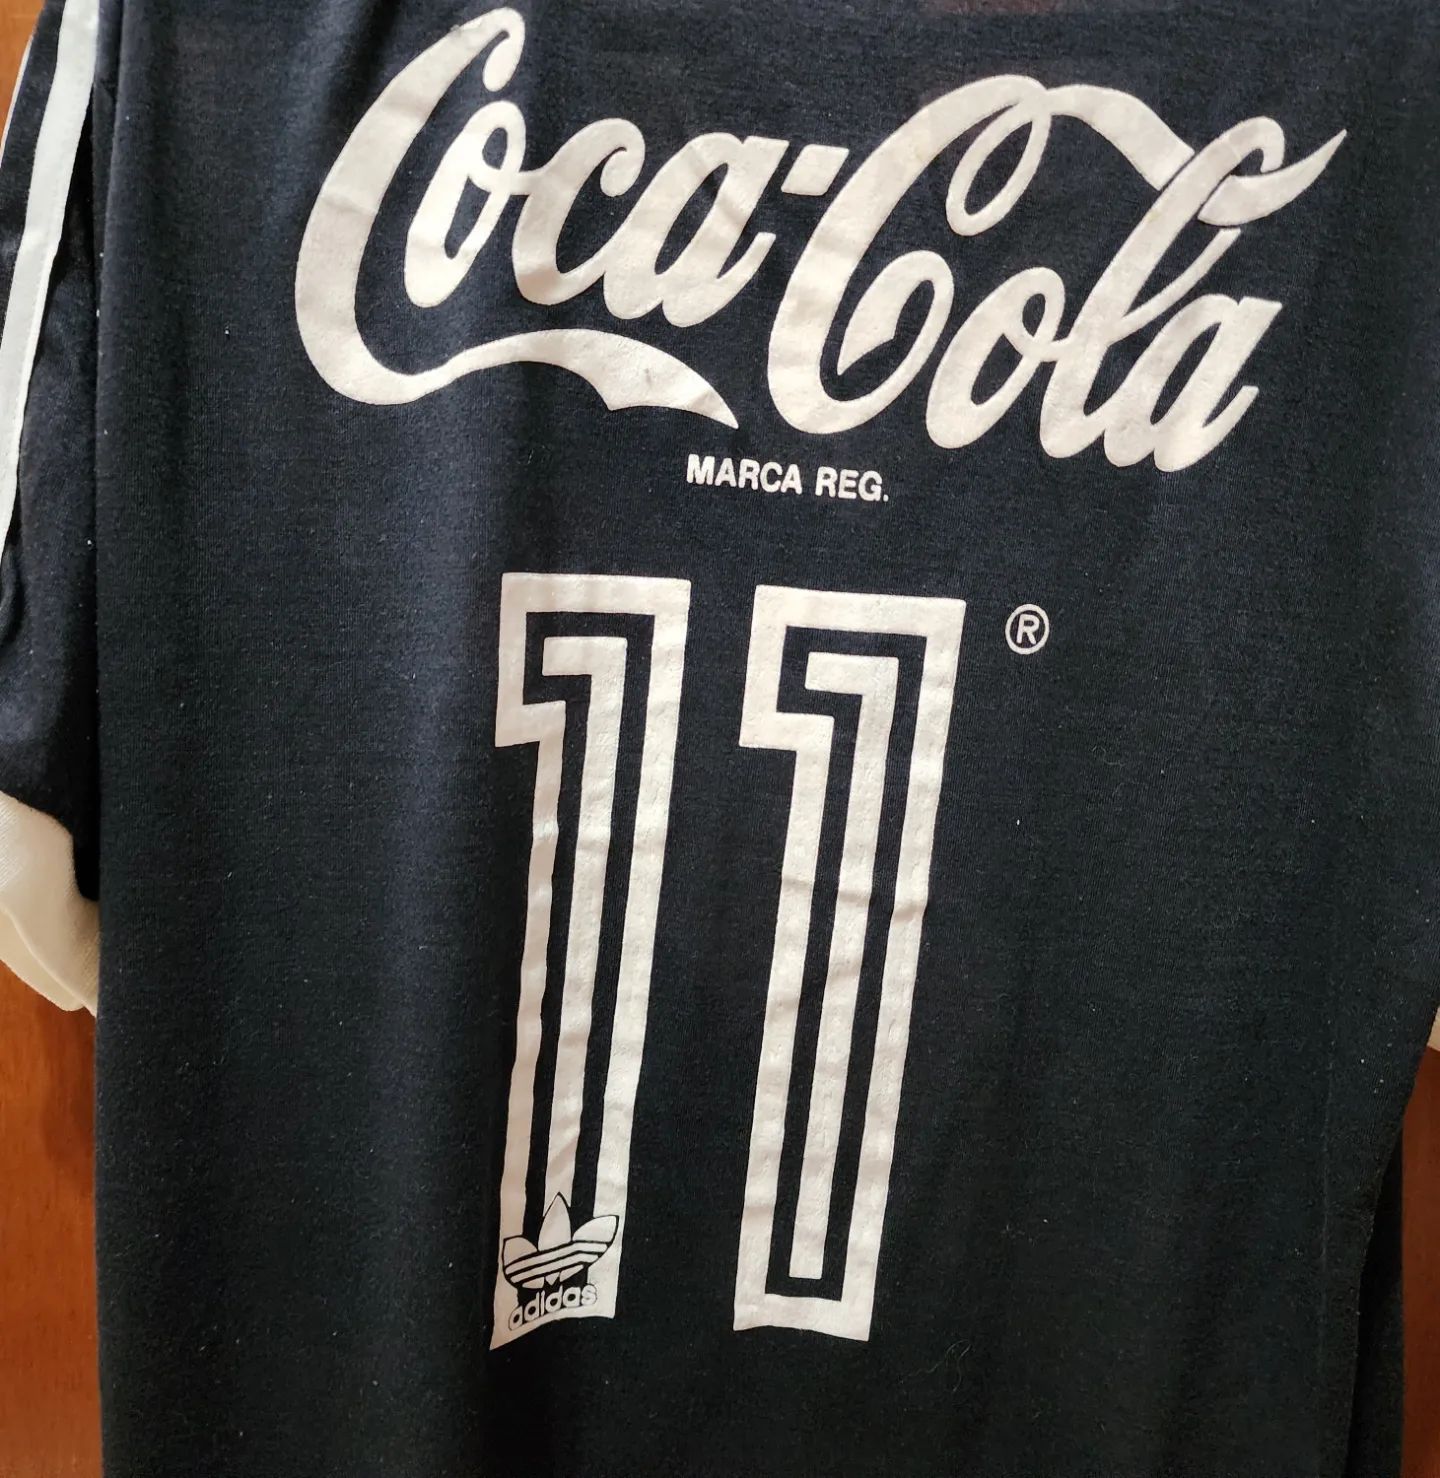 Coca-Cola
MARCA REG.
11 ®
adidas